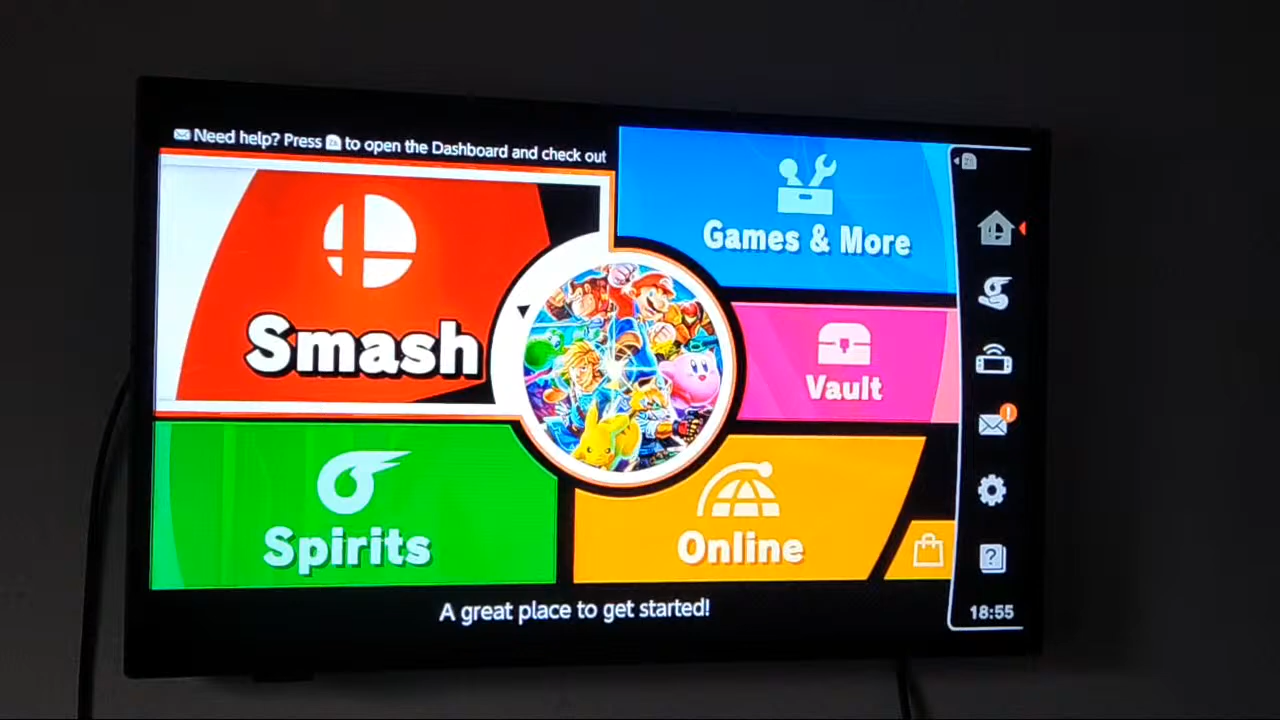 Need help? Press ZR to open the Dashboard and check out
Games & More
Smash
Vault
Spirits
Online
A great place to get started!
18:55